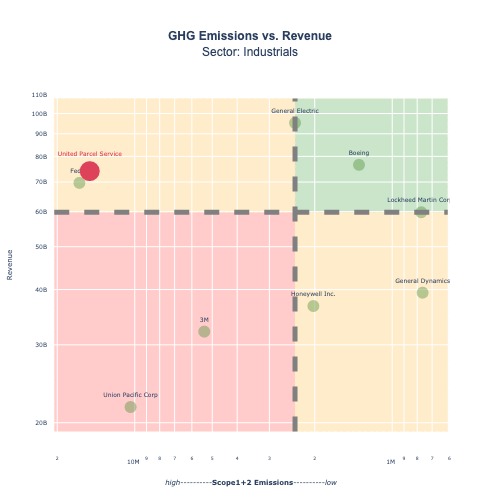 GHG Emissions vs. Revenue
Sector: Industrials
110B
100B
90B
80B
70B
60B
50B
40B
30B
20B
Revenue
General Electric
United Parcel Service
Boeing
Lockheed Martin Cor
General Dynamics
Honeywell Inc.
3M
Union Pacific Corp
2 10M 9 8 7 6 5 4 3 2 1M 9 8 7 6
high----------Scope1+2 Emissions----------low